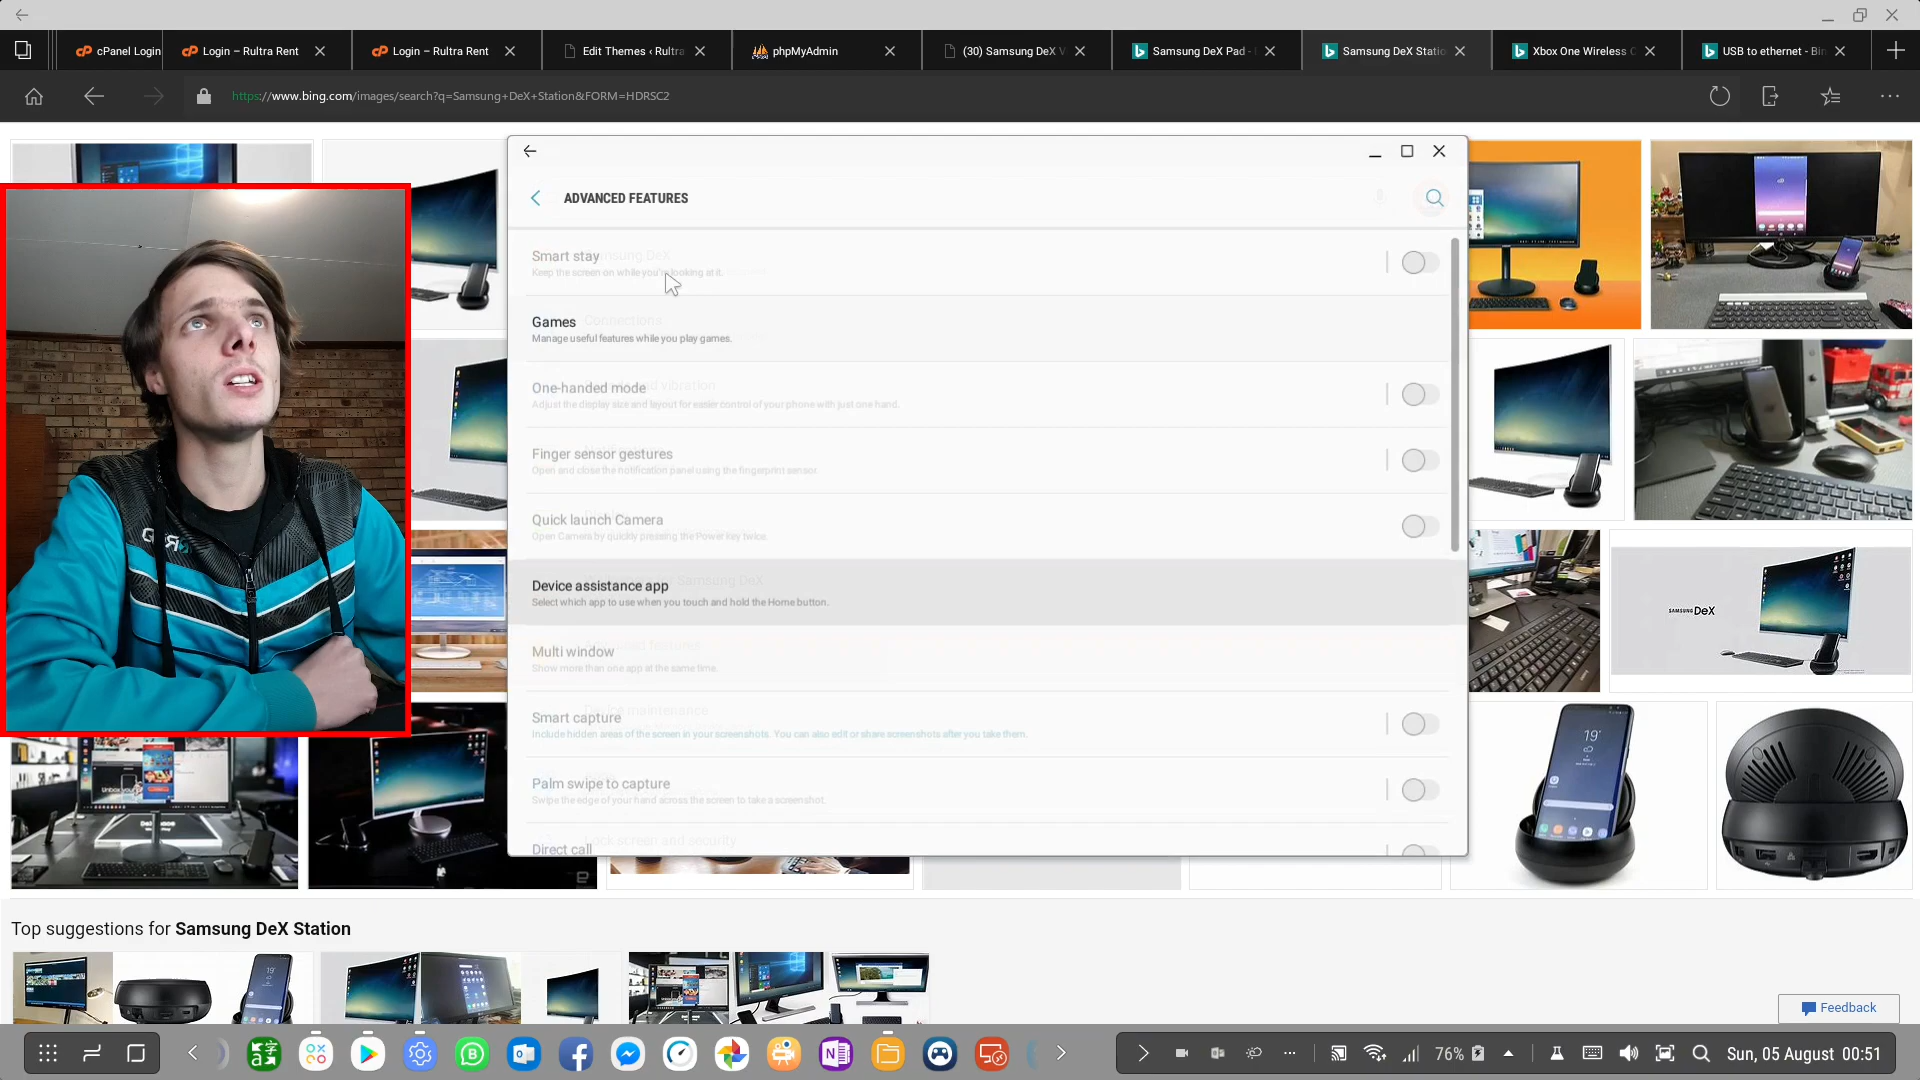 cPanel Login
Login – Rultra Rent
Login – Rultra Rent
Edit Themes ‹ Rultra
phpMyAdmin
(30) Samsung DeX V
Samsung DeX Pad -
Samsung DeX Statio
Xbox One Wireless C
USB to ethernet - Bin
https://www.bing.com/images/search?q=Samsung+DeX+Station&FORM=HDRSC2
ADVANCED FEATURES
Smart stay
Keep the screen on while you're looking at it.
Games
Connections
Manage useful features while you play games.
One-handed mode
Adjust the display size and layout for easier control of your phone with just one hand.
Finger sensor gestures
Open and close the notification panel using the fingerprint sensor.
Quick launch Camera
Open Camera by quickly pressing the Power key twice.
Samsung DeX
Device assistance app
Select which app to use when you touch and hold the Home button.
Multi window
Show more than one app at the same time.
Device maintenance
Smart capture
Include hidden areas of the screen in your screenshots. You can also edit or share screenshots after you take them.
Palm swipe to capture
Swipe the edge of your hand across the screen to take a screenshot.
Lock screen and security
Direct call
SAMSUNG DeX
Top suggestions for Samsung DeX Station
Feedback
76%
Sun, 05 August 00:51